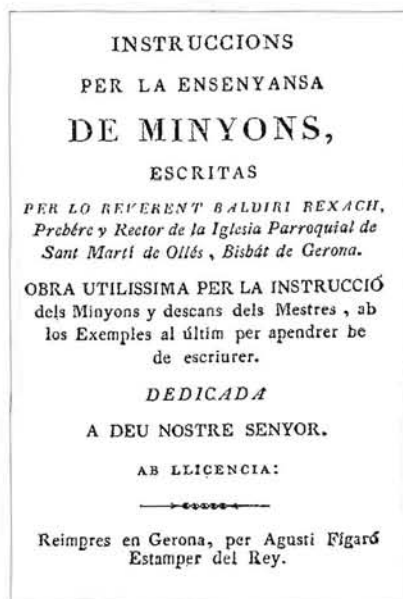 INSTRUCCIONS
PER LA ENSENYANSA
DE MINYONS,
ESCRITAS
PER LO REVERENT BALDIRI REXACH,
Prebére y Rector de la Iglesia Parroquial de
Sant Martí de Ollés , Bisbát de Gerona.
OBRA UTILISSIMA PER LA INSTRUCCIÓ
dels Minyons y descans dels Mestres , ab
los Exemples al últim per apendrer be
de escriurer.
DEDICADA
A DEU NOSTRE SENYOR.
AB LLICENCIA:
Reimpres en Gerona, per Agustí Fígaró
Estamper del Rey.